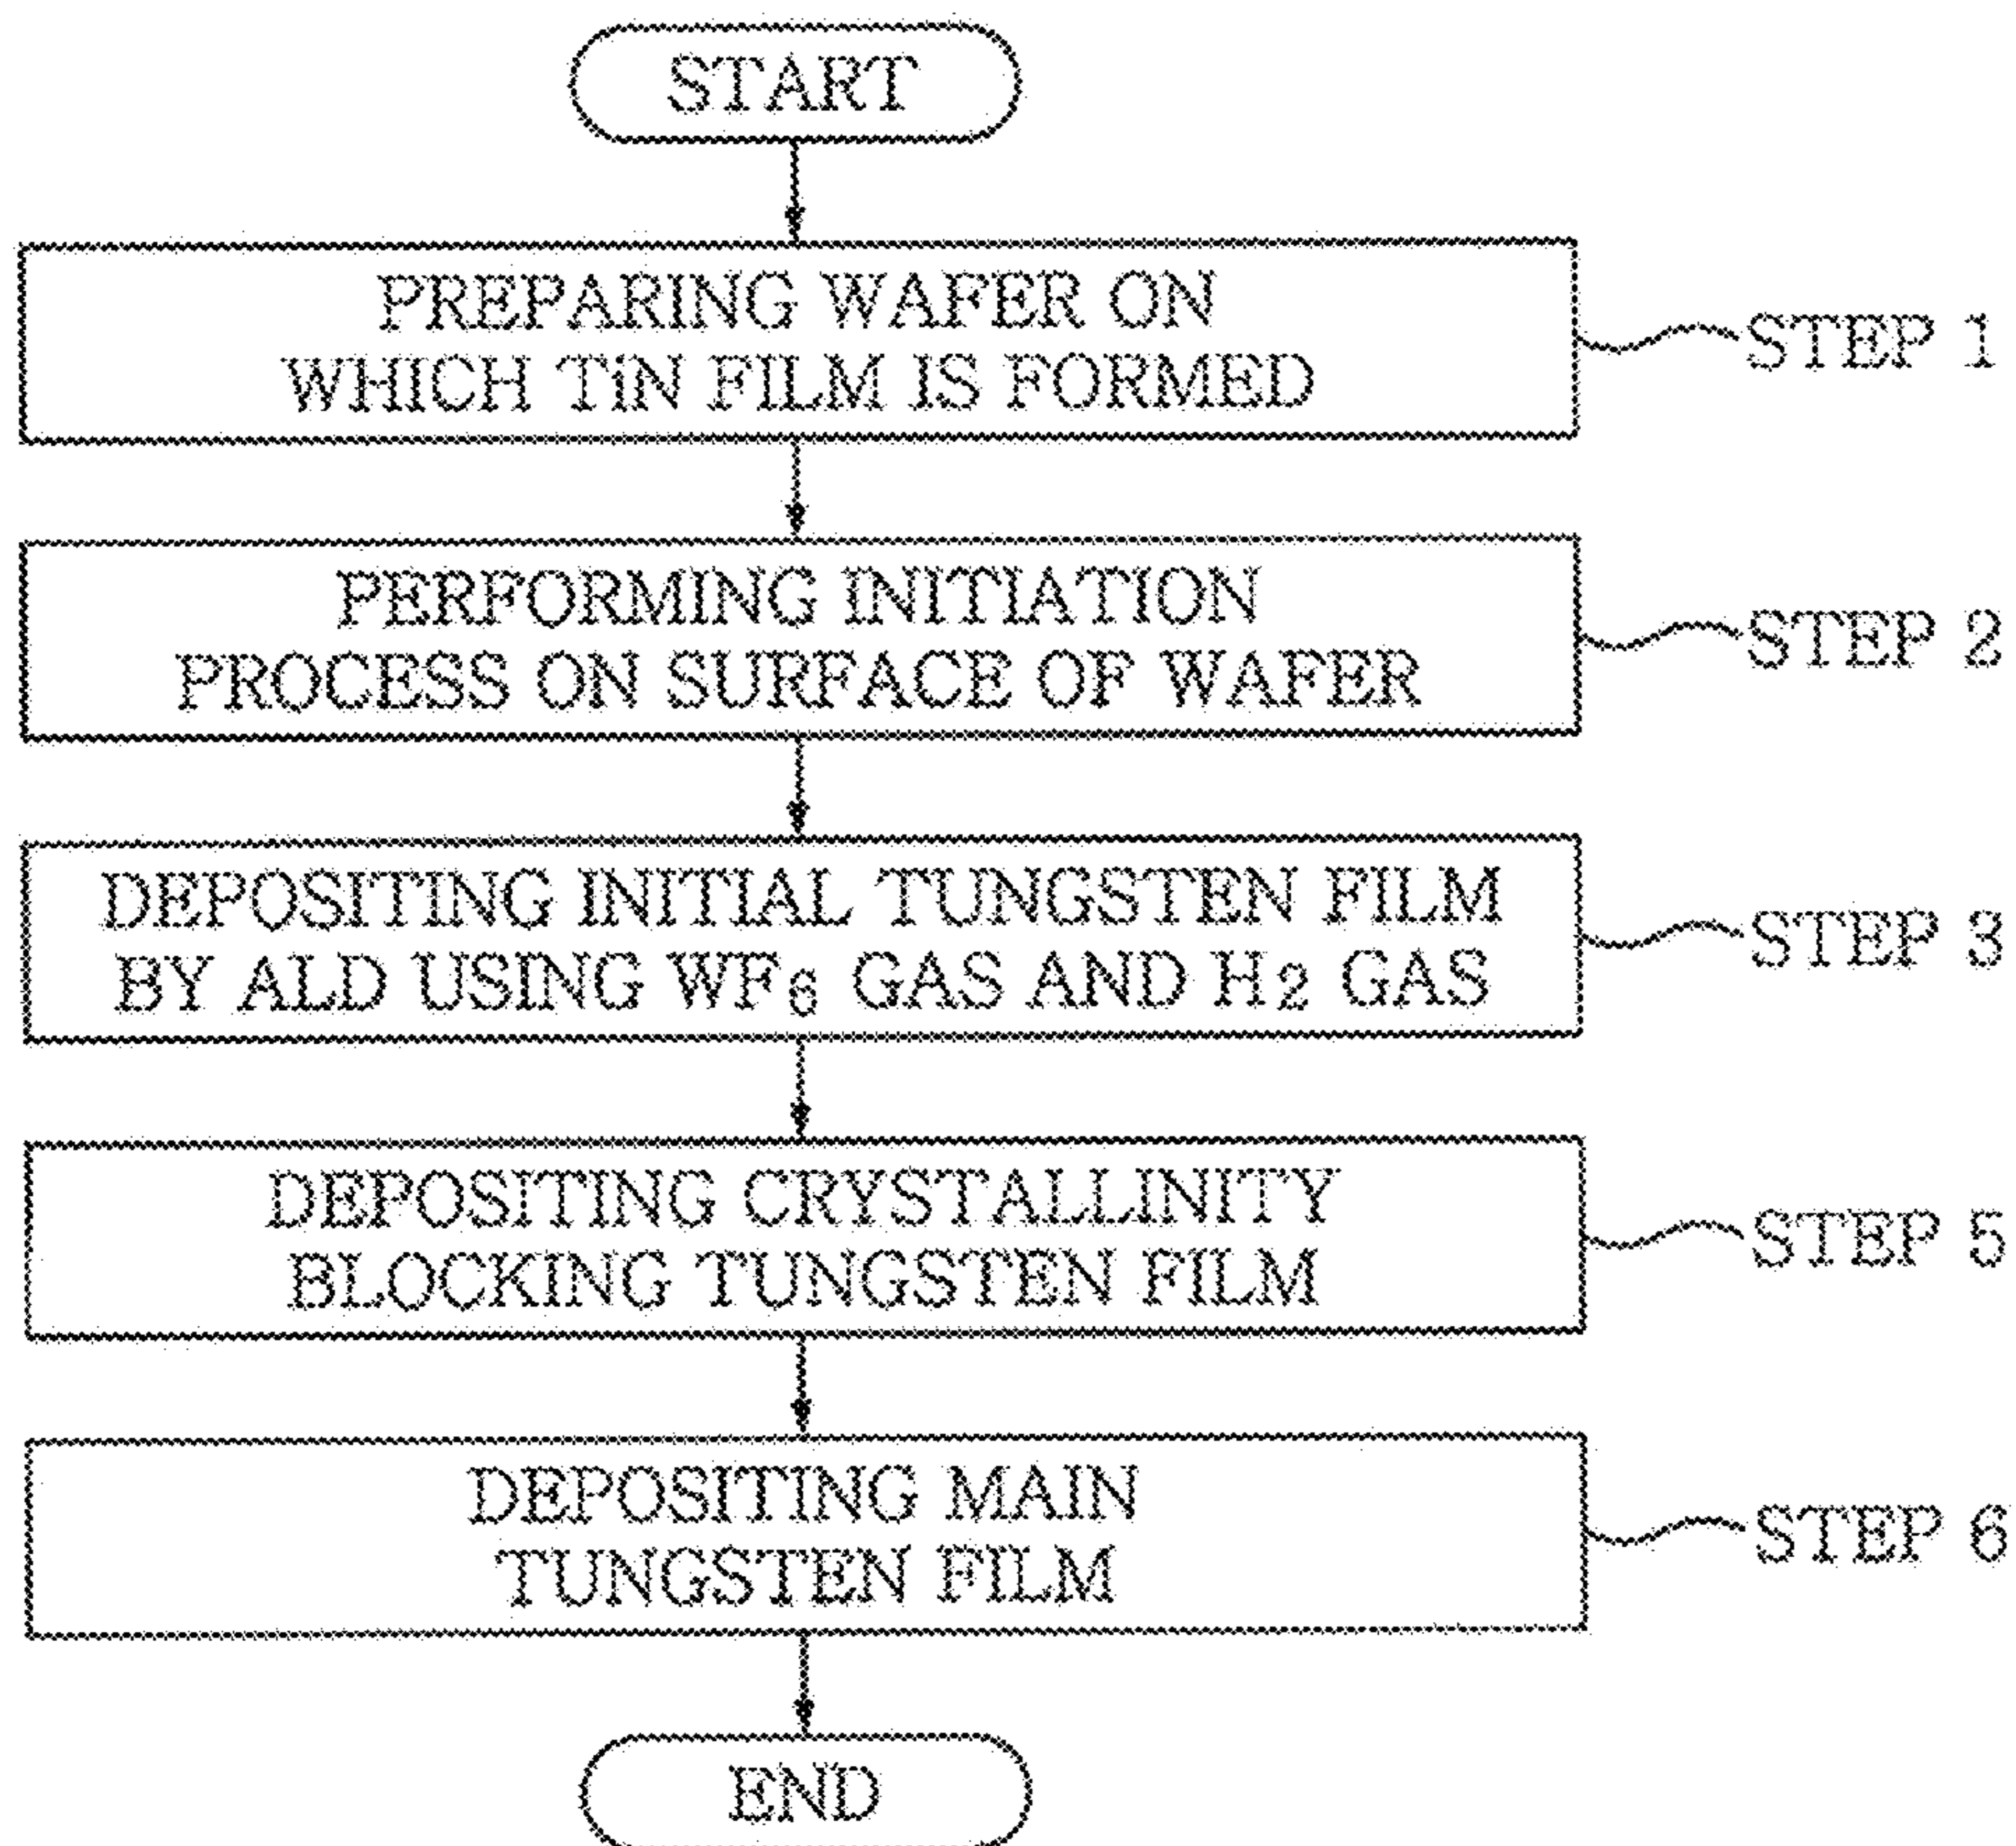 START
PREPARING WAFER ON
WHICH TiN FILM IS FORMED
STEP 1
PERFORMING INITIATION
PROCESS ON SURFACE OF WAFER
STEP 2
DEPOSITING INITIAL TUNGSTEN FILM
BY ALD USING WF₆ GAS AND H₂ GAS
STEP 3
DEPOSITING CRYSTALLINITY
BLOCKING TUNGSTEN FILM
STEP 5
DEPOSITING MAIN
TUNGSTEN FILM
STEP 6
END